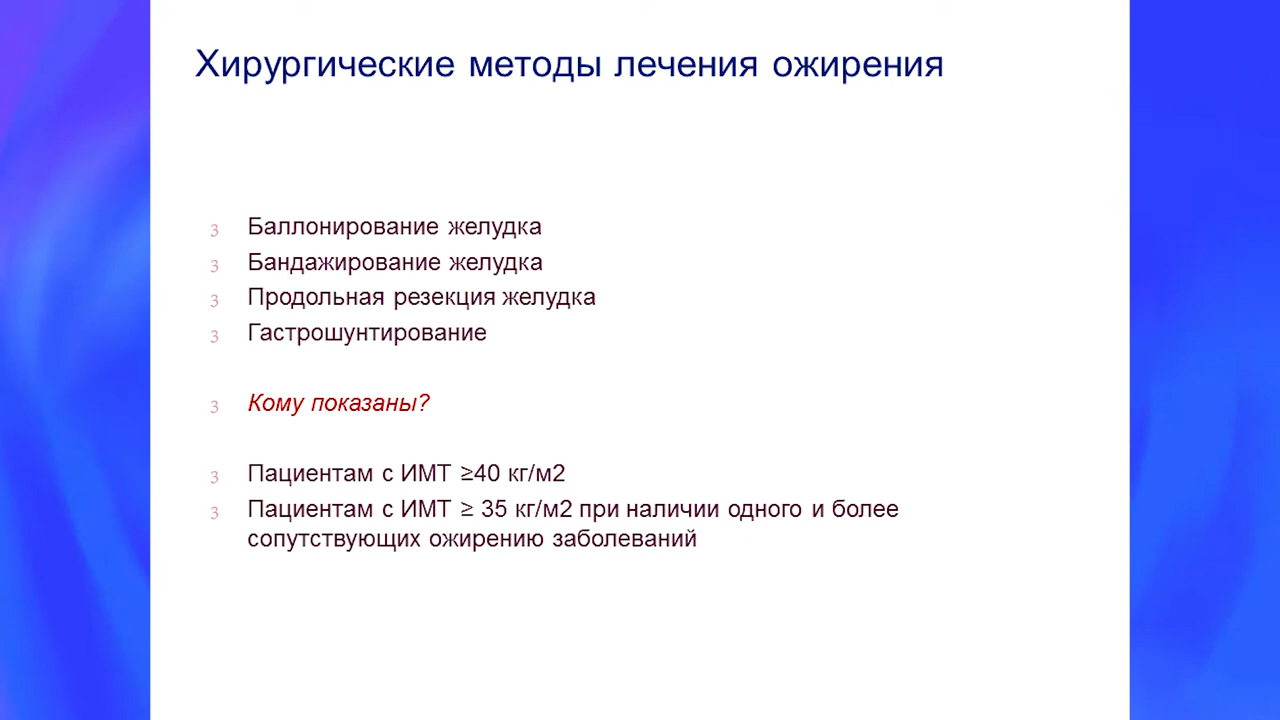 Хирургические методы лечения ожирения
з Баллонирование желудка
з Бандажирование желудка
з Продольная резекция желудка
з Гастрошунтирование
з Кому показаны?
з Пациентам с ИМТ ≥40 кг/м2
з Пациентам с ИМТ ≥ 35 кг/м2 при наличии одного и более
сопутствующих ожирению заболеваний